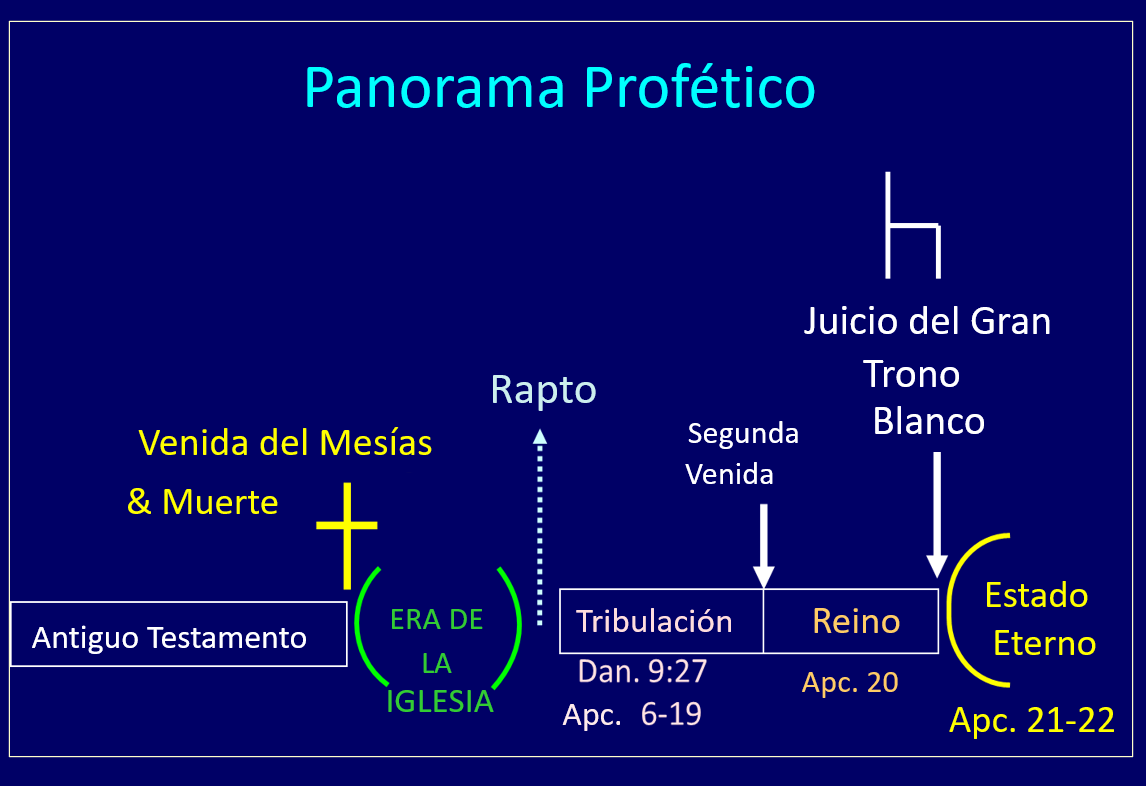 Panorama Profético
Juicio del Gran
Trono
Blanco
Rapto
Segunda
Venida
Venida del Mesías
& Muerte
Antiguo Testamento
ERA DE
LA
IGLESIA
Tribulación
Reino
Estado
Eterno
Dan. 9:27
Apc. 6-19
Apc. 20
Apc. 21-22